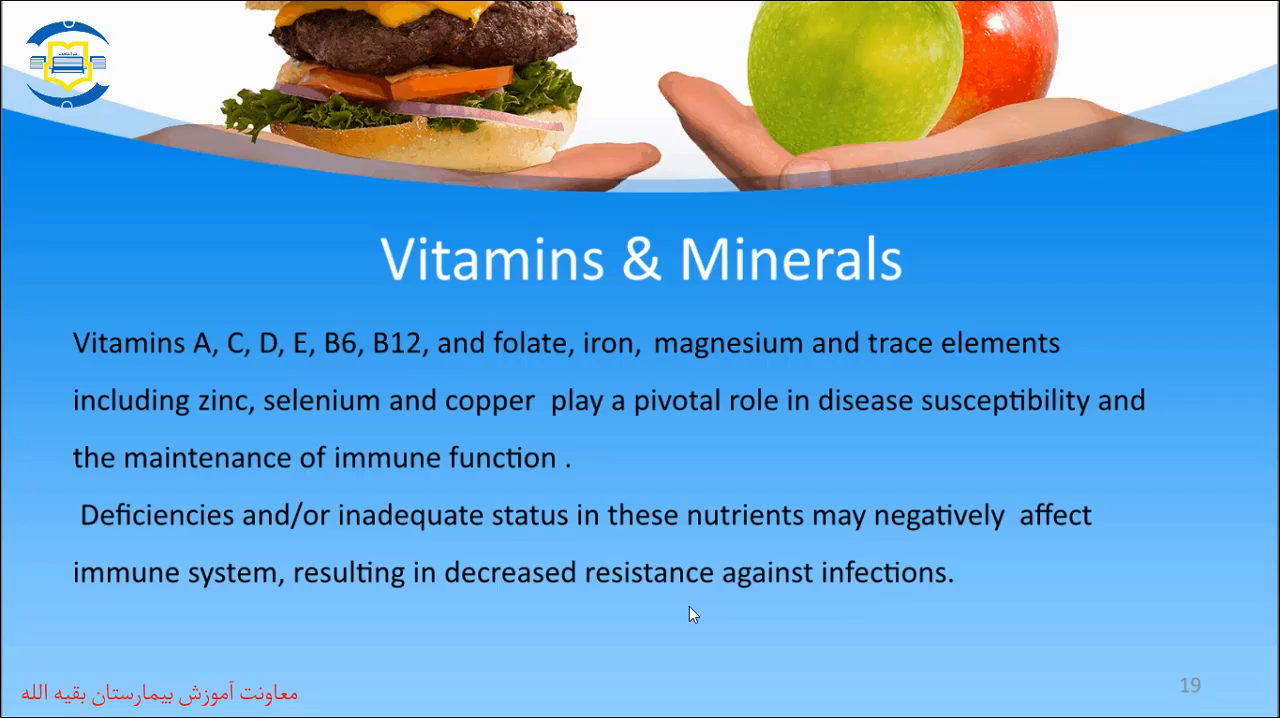 Vitamins & Minerals
Vitamins A, C, D, E, B6, B12, and folate, iron, magnesium and trace elements
including zinc, selenium and copper play a pivotal role in disease susceptibility and
the maintenance of immune function .
Deficiencies and/or inadequate status in these nutrients may negatively affect
immune system, resulting in decreased resistance against infections.
معاونت آموزش بیمارستان بقیه الله
19